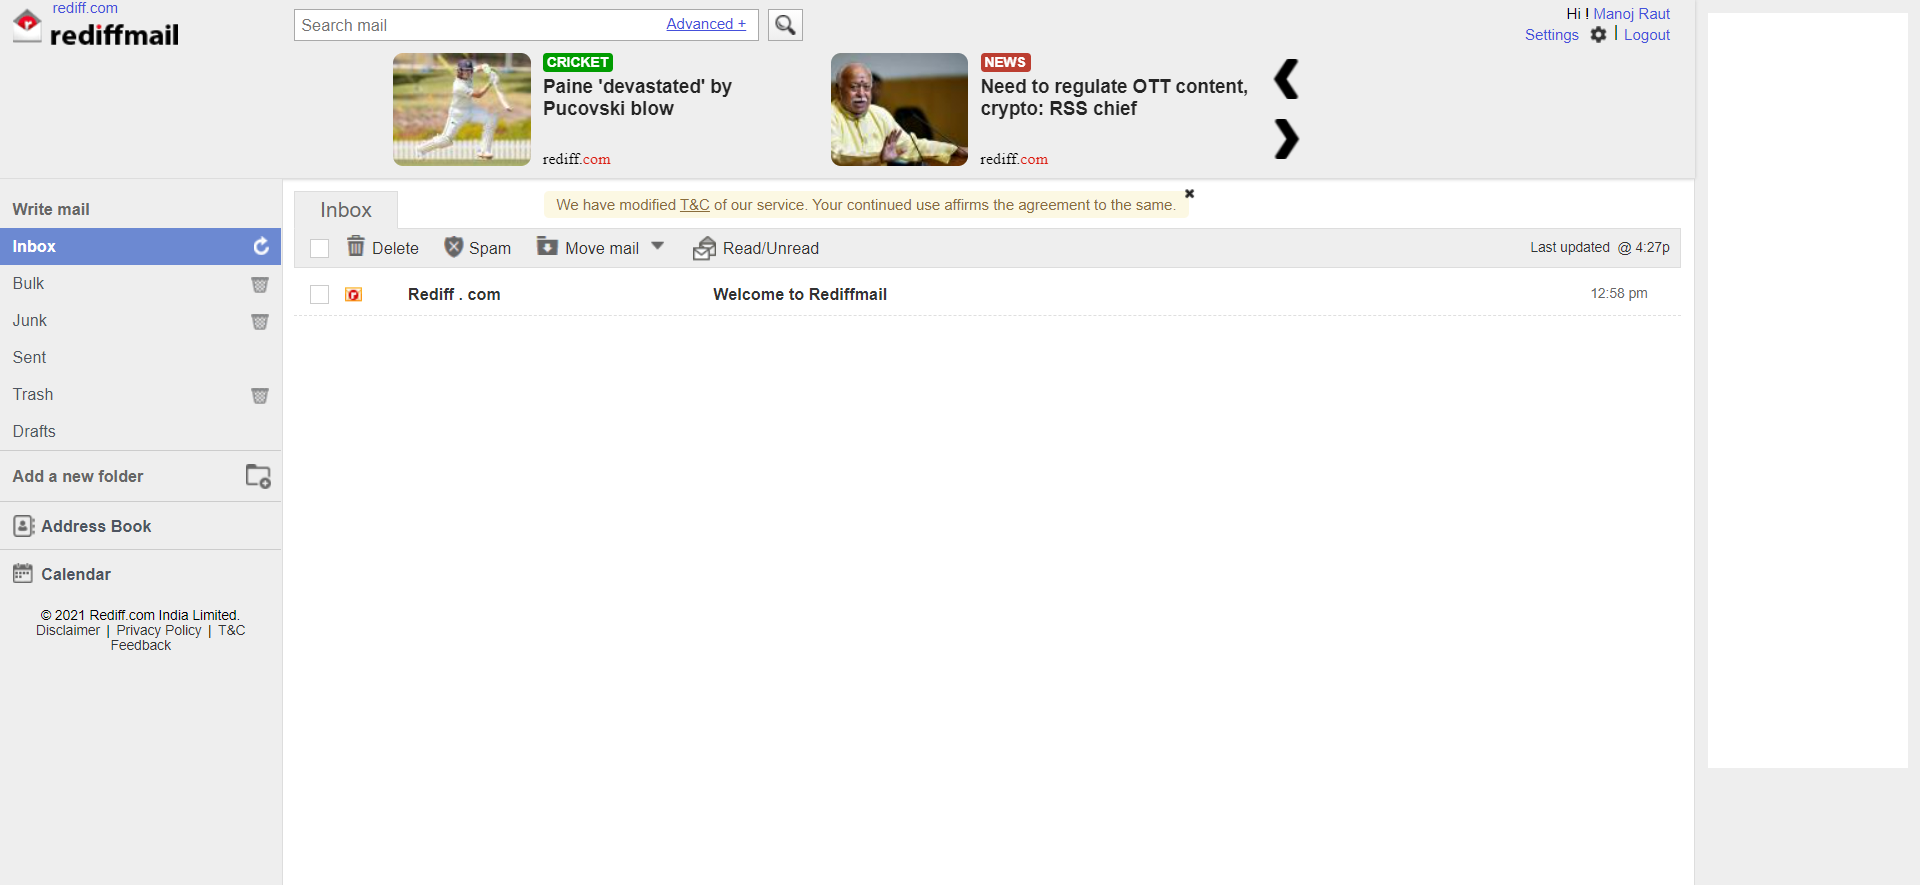 rediff.com
rediffmail
Search mail
Advanced +
Hi ! Manoj Raut
Settings | Logout
CRICKET
Paine 'devastated' by
Pucovski blow
rediff.com
NEWS
Need to regulate OTT content,
crypto: RSS chief
rediff.com
Write mail
Inbox
Bulk
Junk
Sent
Trash
Drafts
Add a new folder
Address Book
Calendar
© 2021 Rediff.com India Limited.
Disclaimer | Privacy Policy | T&C
Feedback
Inbox
We have modified T&C of our service. Your continued use affirms the agreement to the same.
Delete Spam Move mail Read/Unread Last updated @ 4:27p
Rediff . com Welcome to Rediffmail 12:58 pm